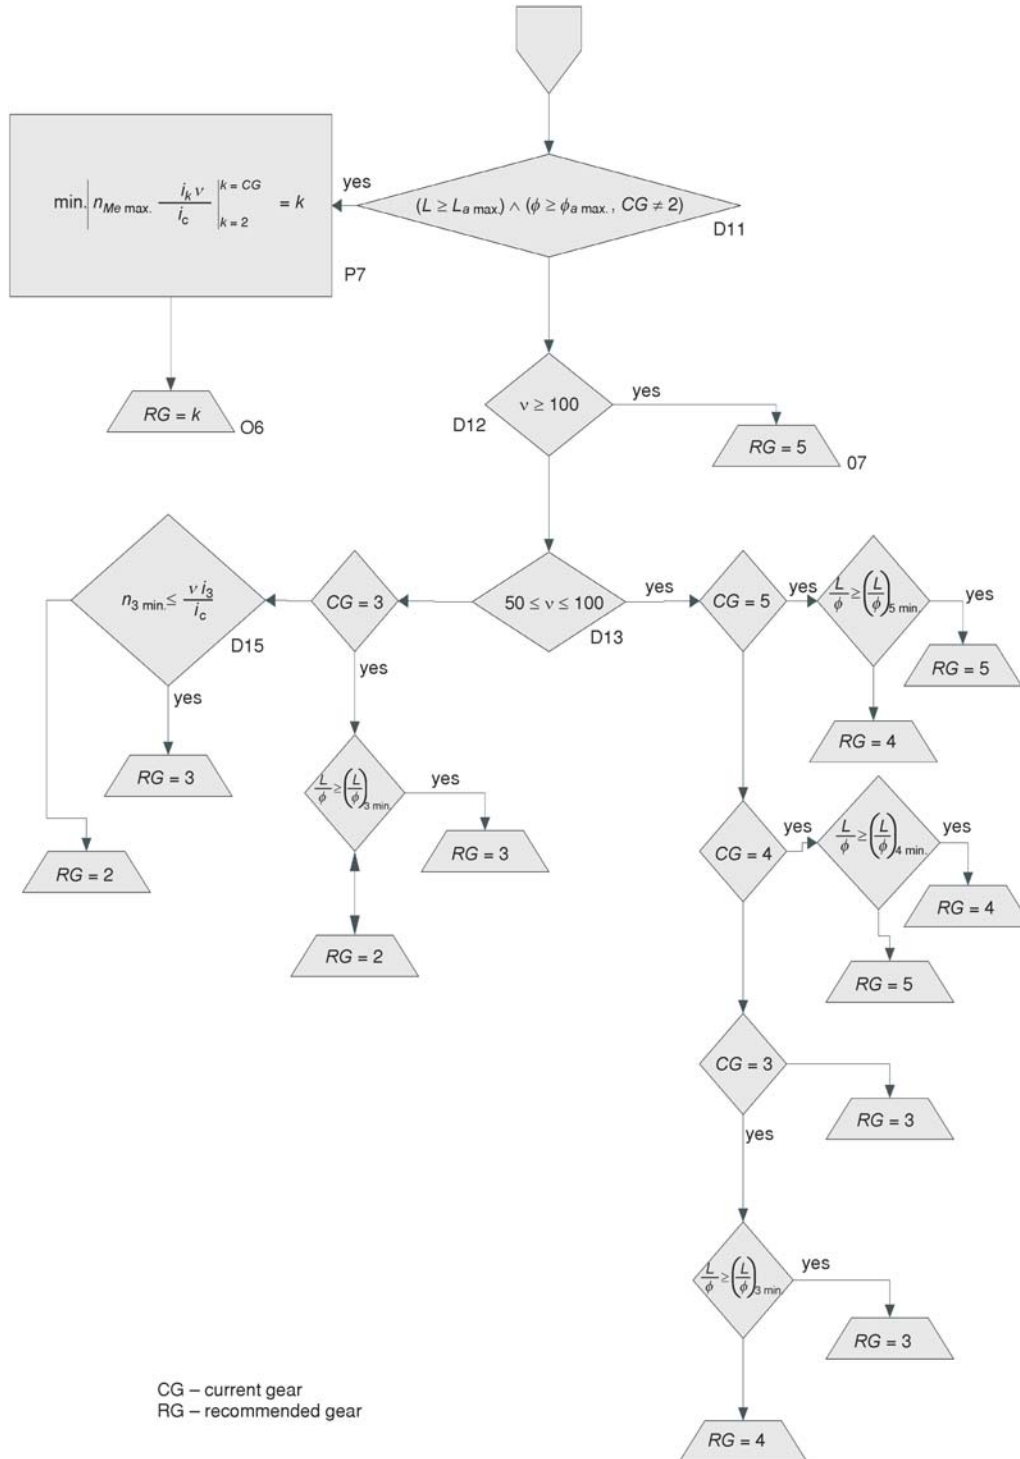 yes
min. | n_Me max. i_k ν / i_c | k = CG k = 2 = k
(L ≥ L_a max.) ∧ (ϕ ≥ ϕ_a max., CG ≠ 2)
D11
P7
RG = k
O6
ν ≥ 100
yes
D12
RG = 5
07
n_3 min. ≤ ν i_3 / i_c
D15
CG = 3
50 ≤ ν ≤ 100
D13
yes
CG = 5
yes
L/ϕ ≥ (L/ϕ)_5 min.
yes
RG = 5
yes
RG = 3
yes
RG = 4
L/ϕ ≥ (L/ϕ)_3 min.
yes
RG = 3
RG = 2
RG = 2
CG = 4
yes
L/ϕ ≥ (L/ϕ)_4 min.
yes
RG = 4
RG = 5
CG = 3
RG = 3
yes
L/ϕ ≥ (L/ϕ)_3 min.
yes
RG = 3
RG = 4
CG – current gear
RG – recommended gear